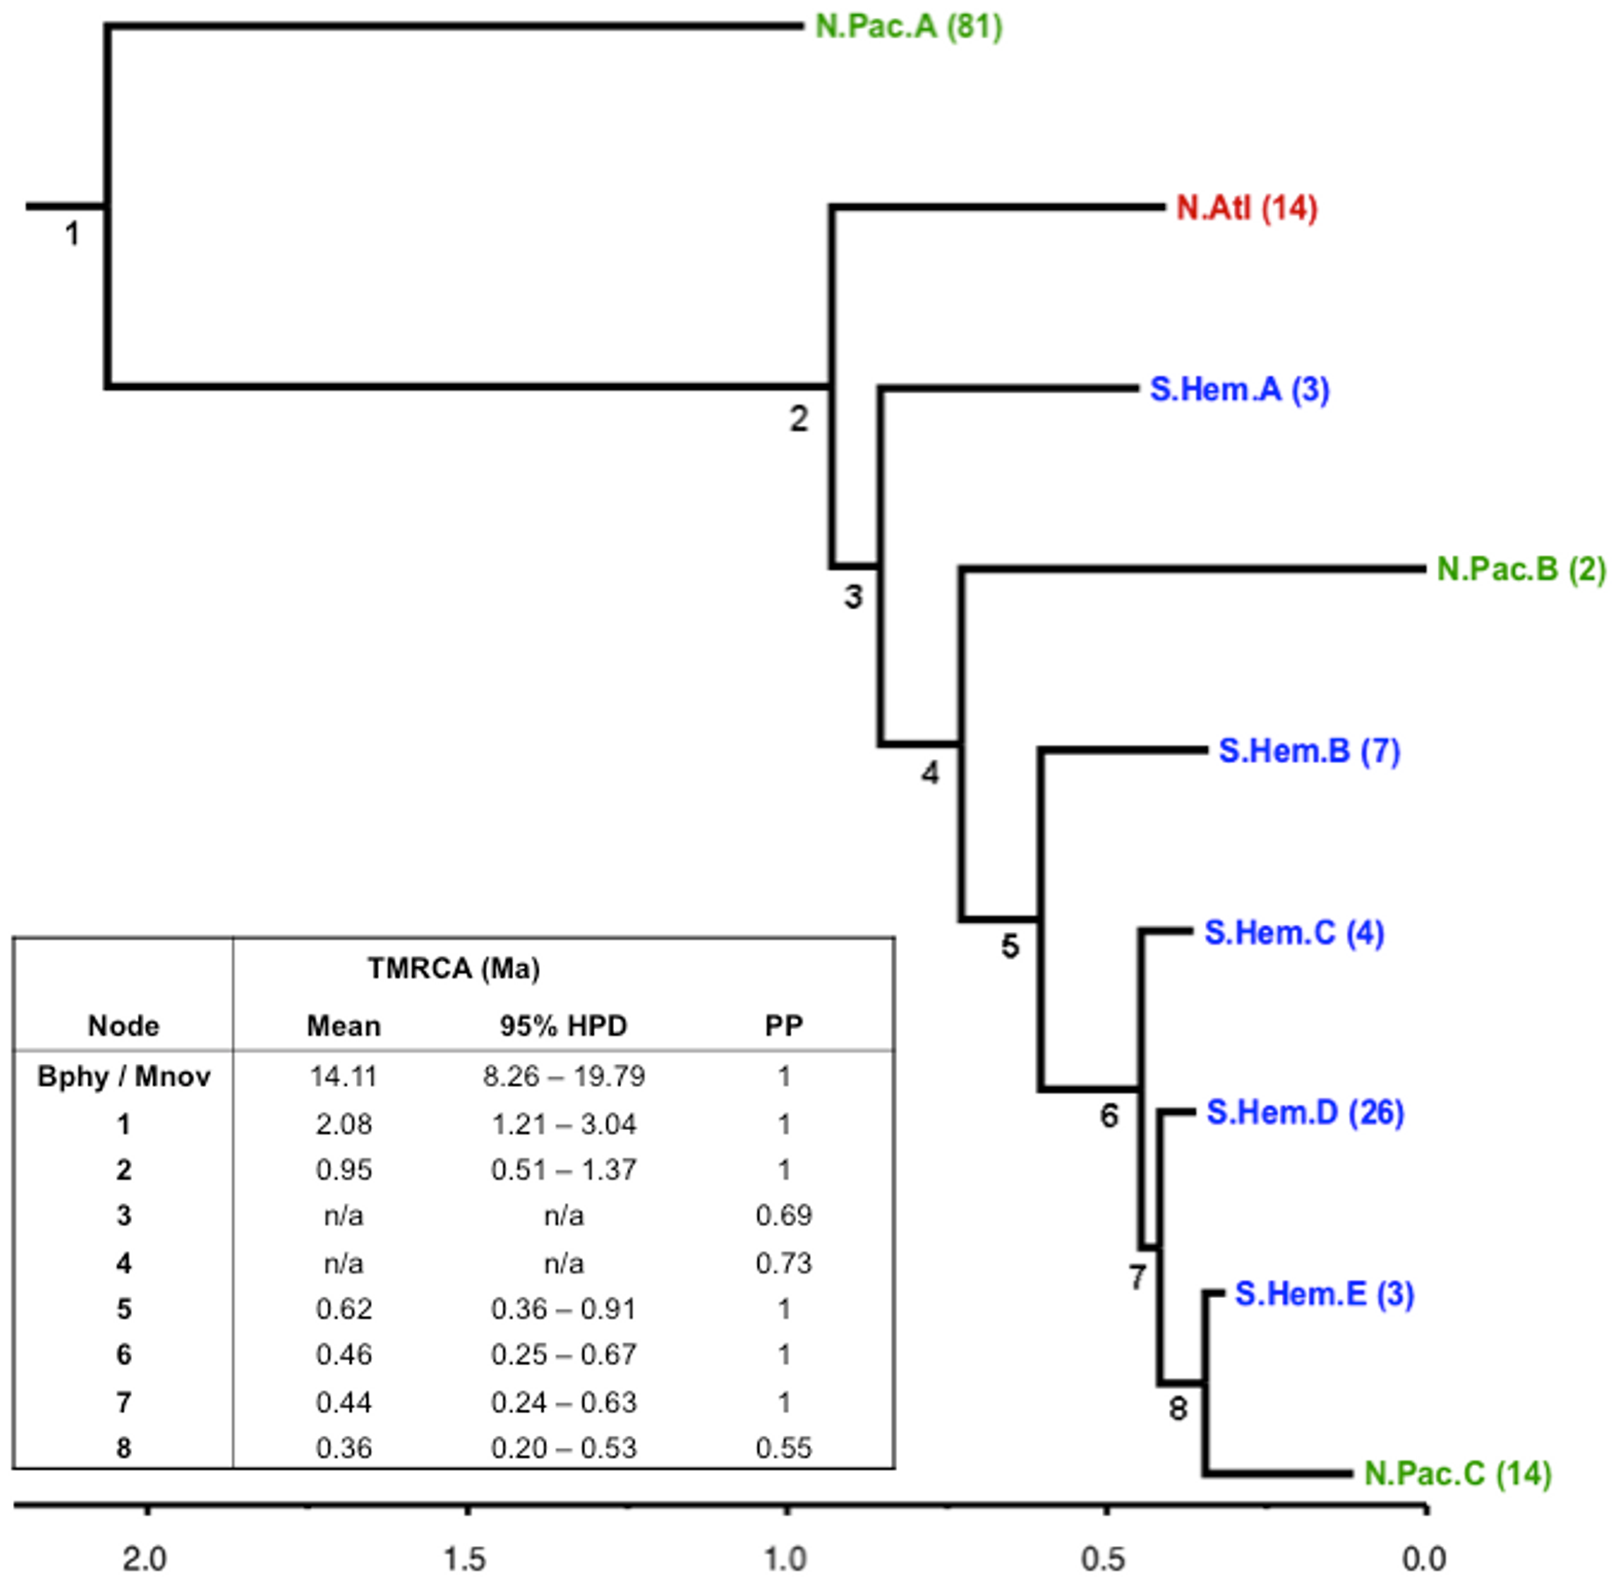 N.Pac.A (81)
N.Atl (14)
1
S.Hem.A (3)
2
N.Pac.B (2)
3
S.Hem.B (7)
4
S.Hem.C (4)
5
TMRCA (Ma)
Node Mean 95% HPD PP
Bphy / Mnov 14.11 8.26 – 19.79 1
1 2.08 1.21 – 3.04 1
2 0.95 0.51 – 1.37 1
3 n/a n/a 0.69
4 n/a n/a 0.73
5 0.62 0.36 – 0.91 1
6 0.46 0.25 – 0.67 1
7 0.44 0.24 – 0.63 1
8 0.36 0.20 – 0.53 0.55
S.Hem.D (26)
6
7
S.Hem.E (3)
8
N.Pac.C (14)
2.0 1.5 1.0 0.5 0.0